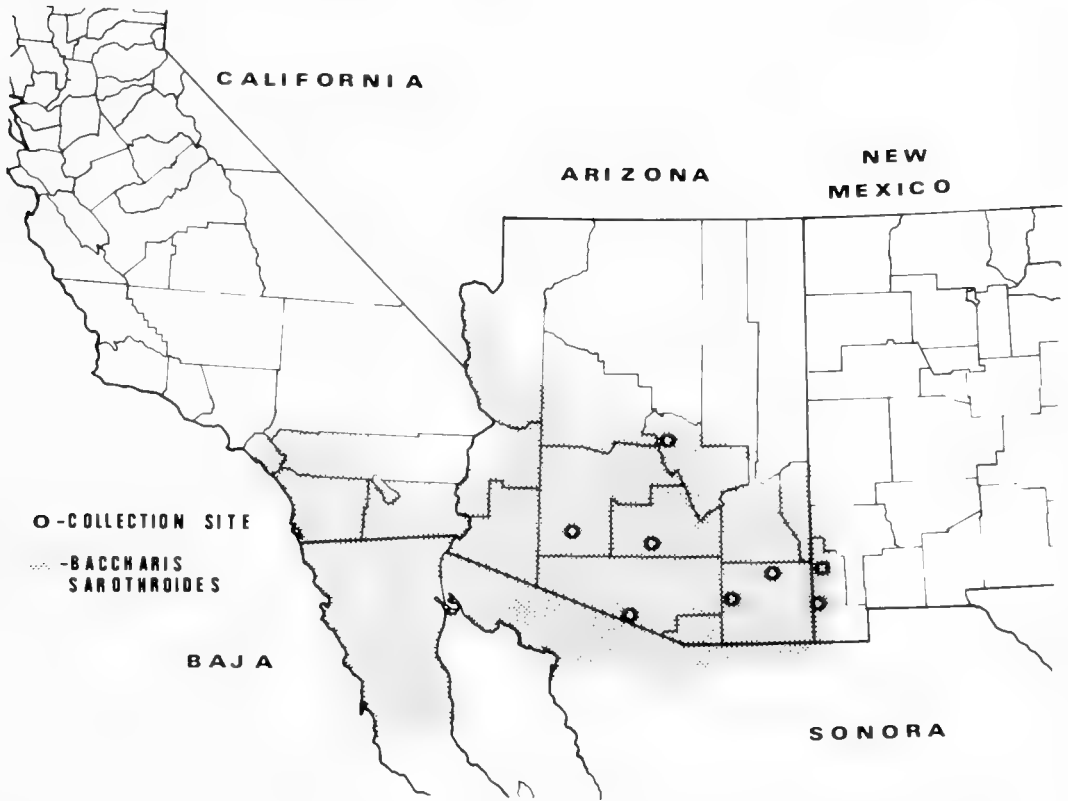 CALIFORNIA
ARIZONA
NEW
MEXICO
O-COLLECTION SITE
-BACCHARIS
SAROTHROIDES
BAJA
SONORA